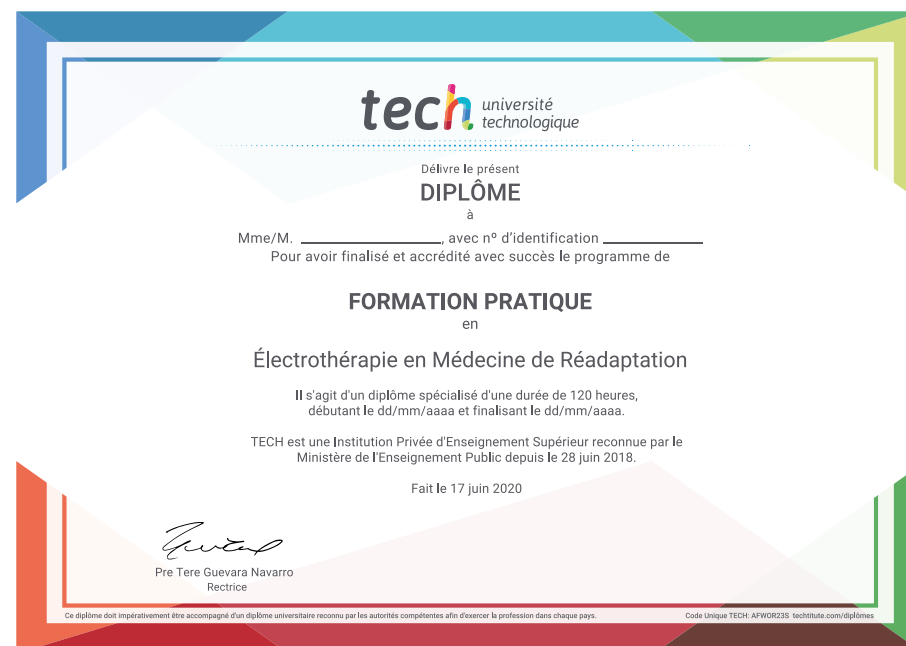 tech université
technologique
Délivre le présent
DIPLÔME
à
Mme/M. ____________________, avec nº d'identification ______________
Pour avoir finalisé et accrédité avec succès le programme de
FORMATION PRATIQUE
en
Électrothérapie en Médecine de Réadaptation
Il s'agit d'un diplôme spécialisé d'une durée de 120 heures,
débutant le dd/mm/aaaa et finalisant le dd/mm/aaaa.
TECH est une Institution Privée d'Enseignement Supérieur reconnue par le
Ministère de l'Enseignement Public depuis le 28 juin 2018.
Fait le 17 juin 2020
Pre Tere Guevara Navarro
Rectrice
Ce diplôme doit impérativement être accompagné d'un diplôme universitaire reconnu par les autorités compétentes afin d'exercer la profession dans chaque pays.
Code Unique TECH: AFWOR23S techtitute.com/diplômes